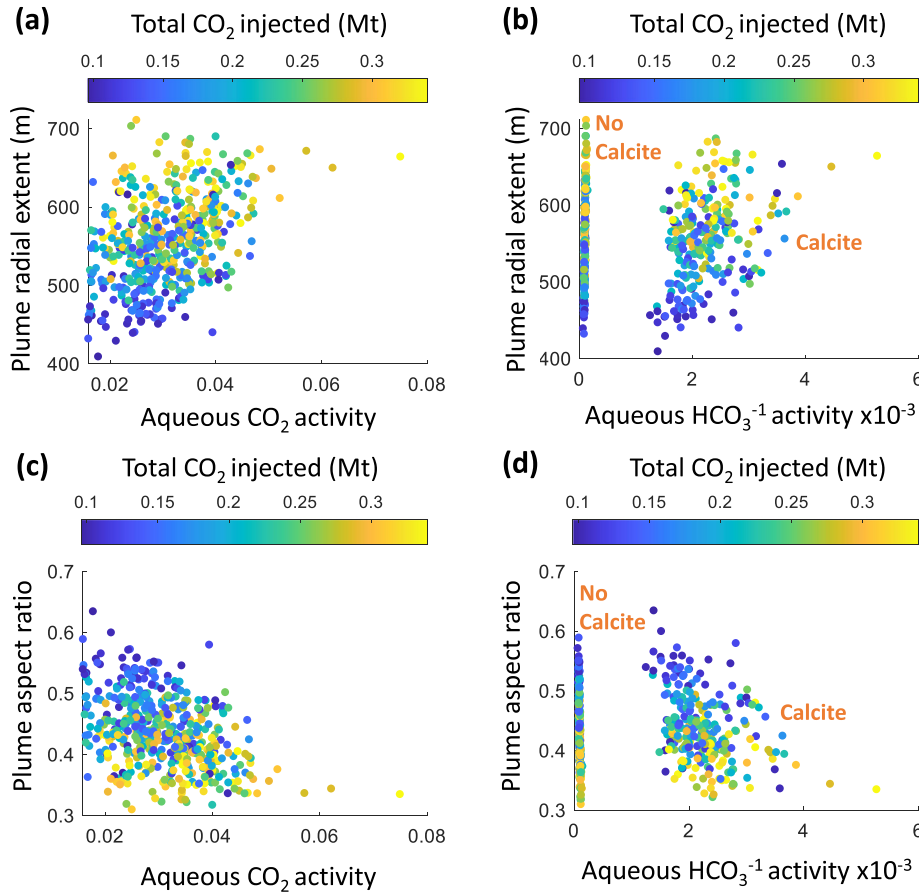 (a)
Total CO₂ injected (Mt)
0.1 0.15 0.2 0.25 0.3
Plume radial extent (m)
700
600
500
400
0.02 0.04 0.06 0.08
Aqueous CO₂ activity
(b)
Total CO₂ injected (Mt)
0.1 0.15 0.2 0.25 0.3
Plume radial extent (m)
700
600
500
400
No
Calcite
Calcite
0 2 4 6
Aqueous HCO₃⁻¹ activity x10⁻³
(c)
Total CO₂ injected (Mt)
0.1 0.15 0.2 0.25 0.3
Plume aspect ratio
0.7
0.6
0.5
0.4
0.3
0.02 0.04 0.06 0.08
Aqueous CO₂ activity
(d)
Total CO₂ injected (Mt)
0.1 0.15 0.2 0.25 0.3
Plume aspect ratio
0.7
0.6
0.5
0.4
0.3
No
Calcite
Calcite
0 2 4 6
Aqueous HCO₃⁻¹ activity x10⁻³